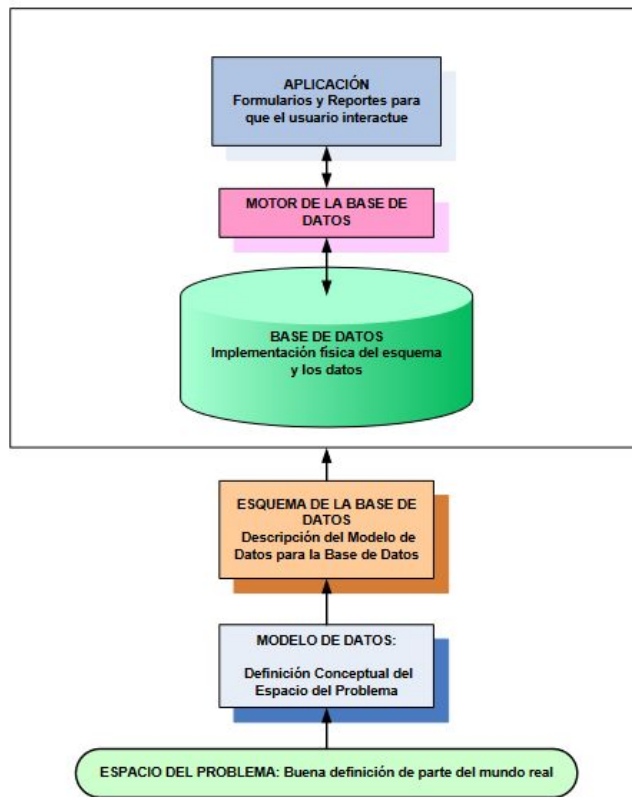 APLICACIÓN
Formularios y Reportes para
que el usuario interactue
MOTOR DE LA BASE DE
DATOS
BASE DE DATOS
Implementación física del esquema
y los datos
ESQUEMA DE LA BASE DE
DATOS
Descripción del Modelo de
Datos para la Base de Datos
MODELO DE DATOS:
Definición Conceptual del
Espacio del Problema
ESPACIO DEL PROBLEMA: Buena definición de parte del mundo real